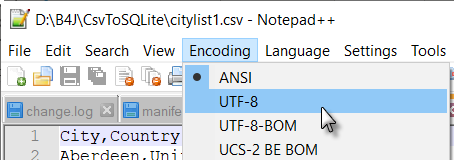 D:\B4J\CsvToSQLite\citylist1.csv - Notepad++
File Edit Search View Encoding Language Settings Tools
ANSI
UTF-8
UTF-8-BOM
UCS-2 BE BOM
change.log
manife
1 City,Country
2 Aberdeen,Uni